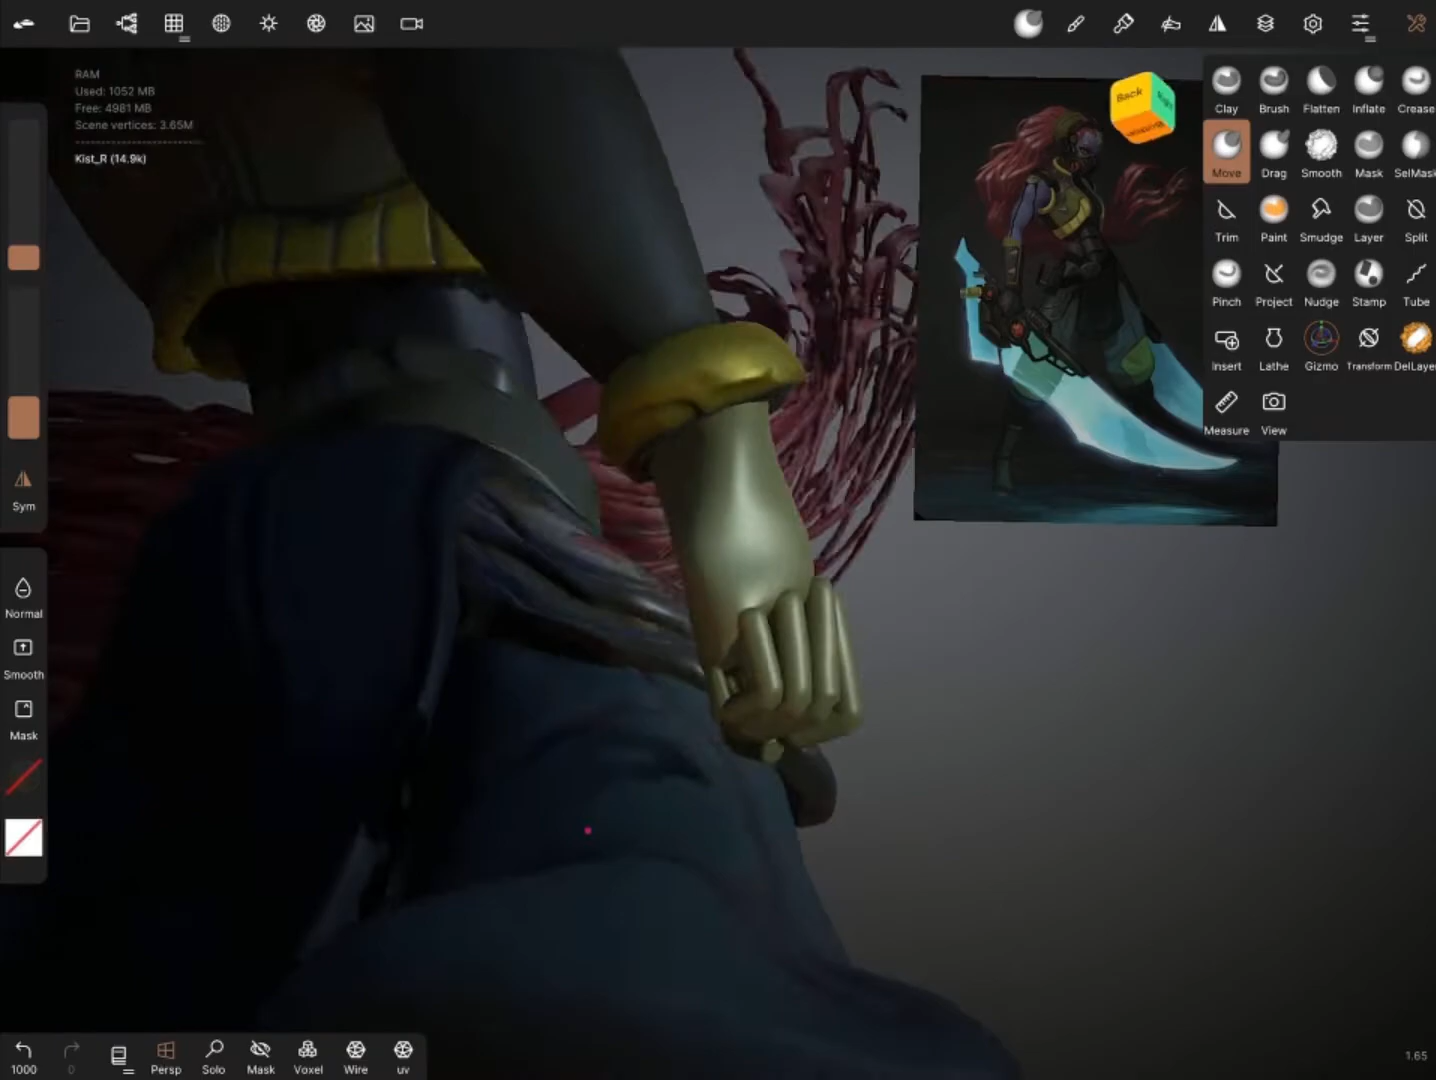 RAM
Used: 1052 MB
Free: 4981 MB
Scene vertices: 3.65M
Kist_R (14.9k)
Back
Right
Clay Brush Flatten Inflate Crease
Move Drag Smooth Mask SelMask
Trim Paint Smudge Layer Split
Pinch Project Nudge Stamp Tube
Insert Lathe Gizmo Transform DelLayer
Measure View
Sym
Normal
Smooth
Mask
1000 0 Persp Solo Mask Voxel Wire uv
1.65